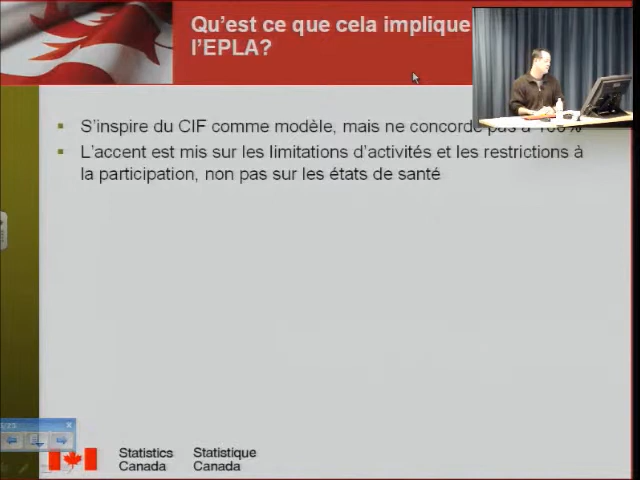 Qu'est ce que cela implique
l'EPLA?
S'inspire du CIF comme modèle, mais ne concorde pas à 100%
L'accent est mis sur les limitations d'activités et les restrictions à
la participation, non pas sur les états de santé
Statistics Statistique
Canada Canada